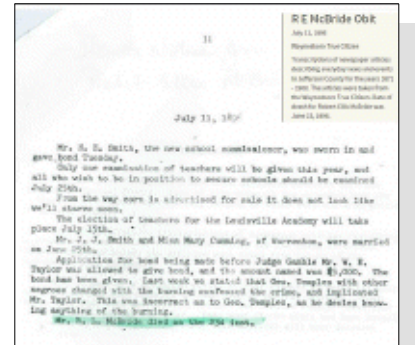 11
July 11, 189
Mr. S. E. Smith, the new school commissioner, was sworn in and
gave bond Tuesday.
Only one examination of teachers will be given this year, and
all who wish to be in position to secure schools should be examined
July 25th.
From the way corn is advertised for sale it does not look like
we'll starve soon.
The election of teachers for the Louisville Academy will take
place July 15th.
Mr. J. J. Smith and Miss Mary Cumming, of Warrenton, were married
on June 25th.
Application for bond being made before Judge Gamble Mr. W. E.
Taylor was allowed to give bond, and the amount named was $5,000. The
bond has been given. Last week we stated that Geo. Temples with other
negroes charged with the burning confessed the crime, and implicated
Mr. Taylor. This was incorrect as to Geo. Temples, as he denies know-
ing anything of the burning.
Mr. R. E. McBride died on the 23d inst.
R E McBride Obit
July 11, 1890
Waynesboro True Citizen
Transcriptions of newspaper articles
describing everyday news and events
in Jefferson County for the years 1871
- 1900. The articles were taken from
the Waynesboro True Citizen. Date of
death for Robert Ellis McBride was
June 23, 1890.